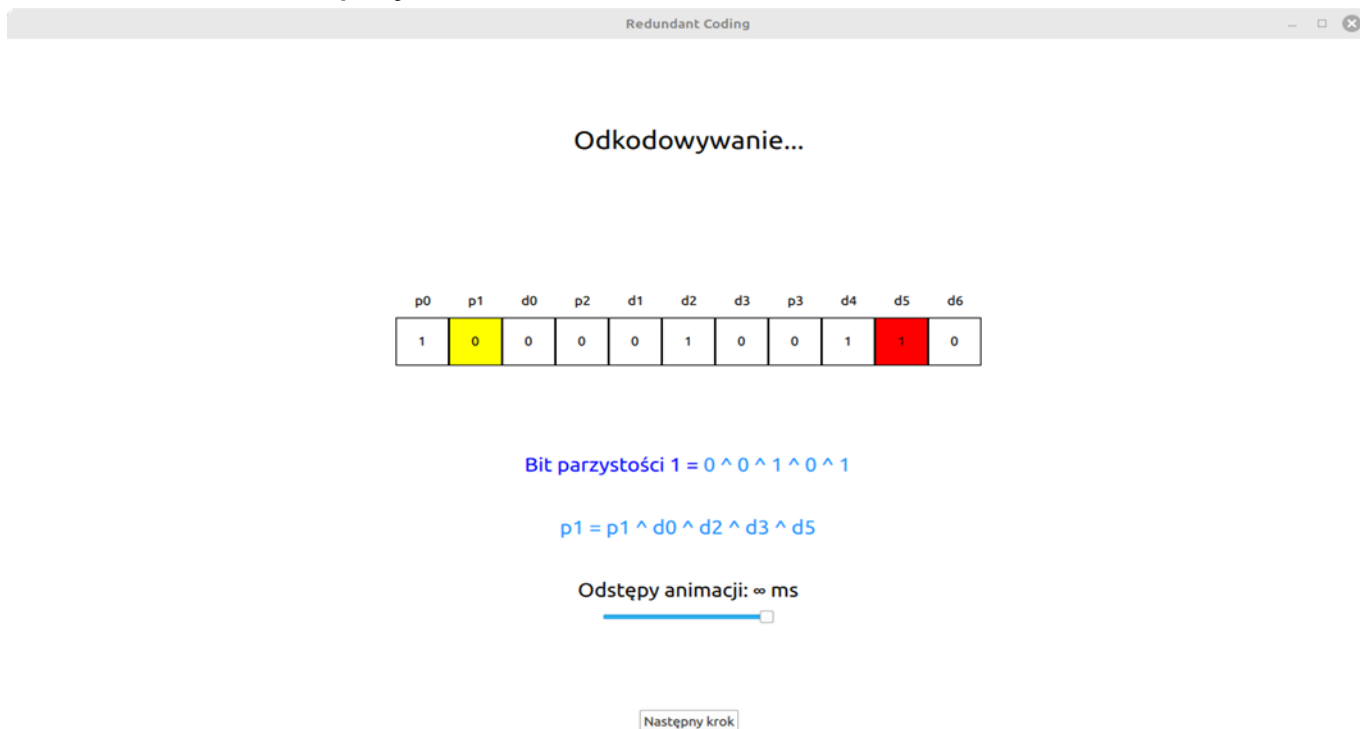 Redundant Coding
Odkodowywanie...
p0 p1 d0 p2 d1 d2 d3 p3 d4 d5 d6
1 0 0 0 0 1 0 0 1 1 0
Bit parzystości 1 = 0 ^ 0 ^ 1 ^ 0 ^ 1
p1 = p1 ^ d0 ^ d2 ^ d3 ^ d5
Odstępy animacji: ∞ ms
Następny krok